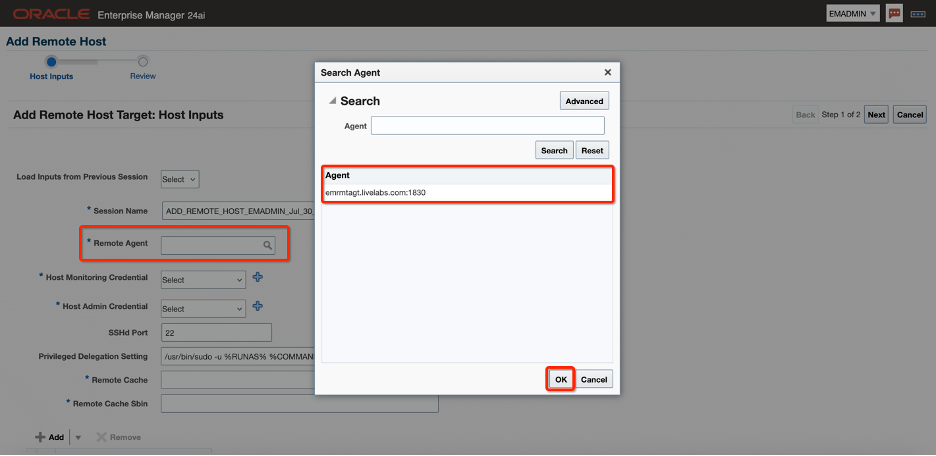 ORACLE Enterprise Manager 24ai
EMADMIN
Add Remote Host
Host Inputs
Review
Add Remote Host Target: Host Inputs
Back Step 1 of 2 Next Cancel
Load Inputs from Previous Session Select
* Session Name ADD_REMOTE_HOST_EMADMIN_Jul_30_
* Remote Agent
* Host Monitoring Credential Select
* Host Admin Credential Select
SSHd Port 22
Privileged Delegation Setting /usr/bin/sudo -u %RUNAS% %COMMAN
* Remote Cache
* Remote Cache Sbin
Add Remove
Search Agent
Search
Advanced
Agent
Search Reset
Agent
emrmtagt.livelabs.com:1830
OK Cancel